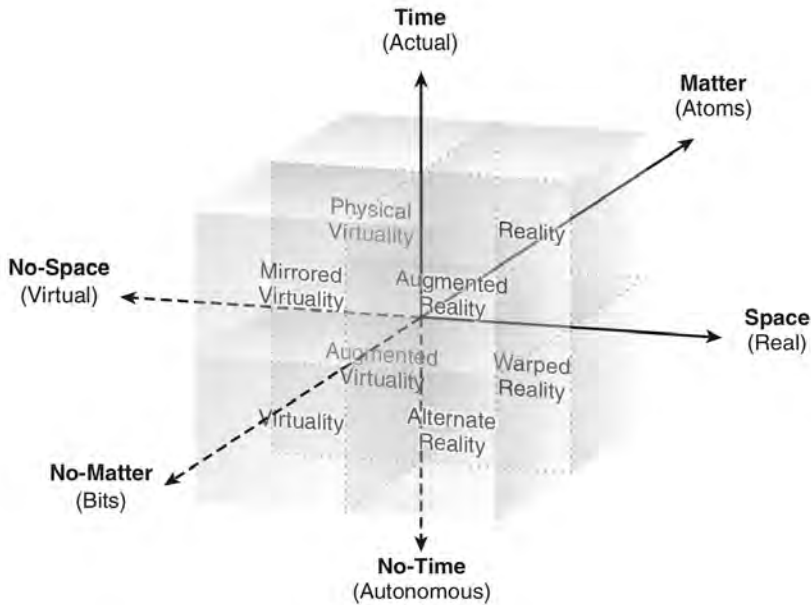 Time
(Actual)
Matter
(Atoms)
Physical
Virtuality
Reality
No-Space
(Virtual)
Mirrored
Virtuality
Augmented
Reality
Space
(Real)
Augmented
Virtuality
Warped
Reality
Virtuality
Alternate
Reality
No-Matter
(Bits)
No-Time
(Autonomous)